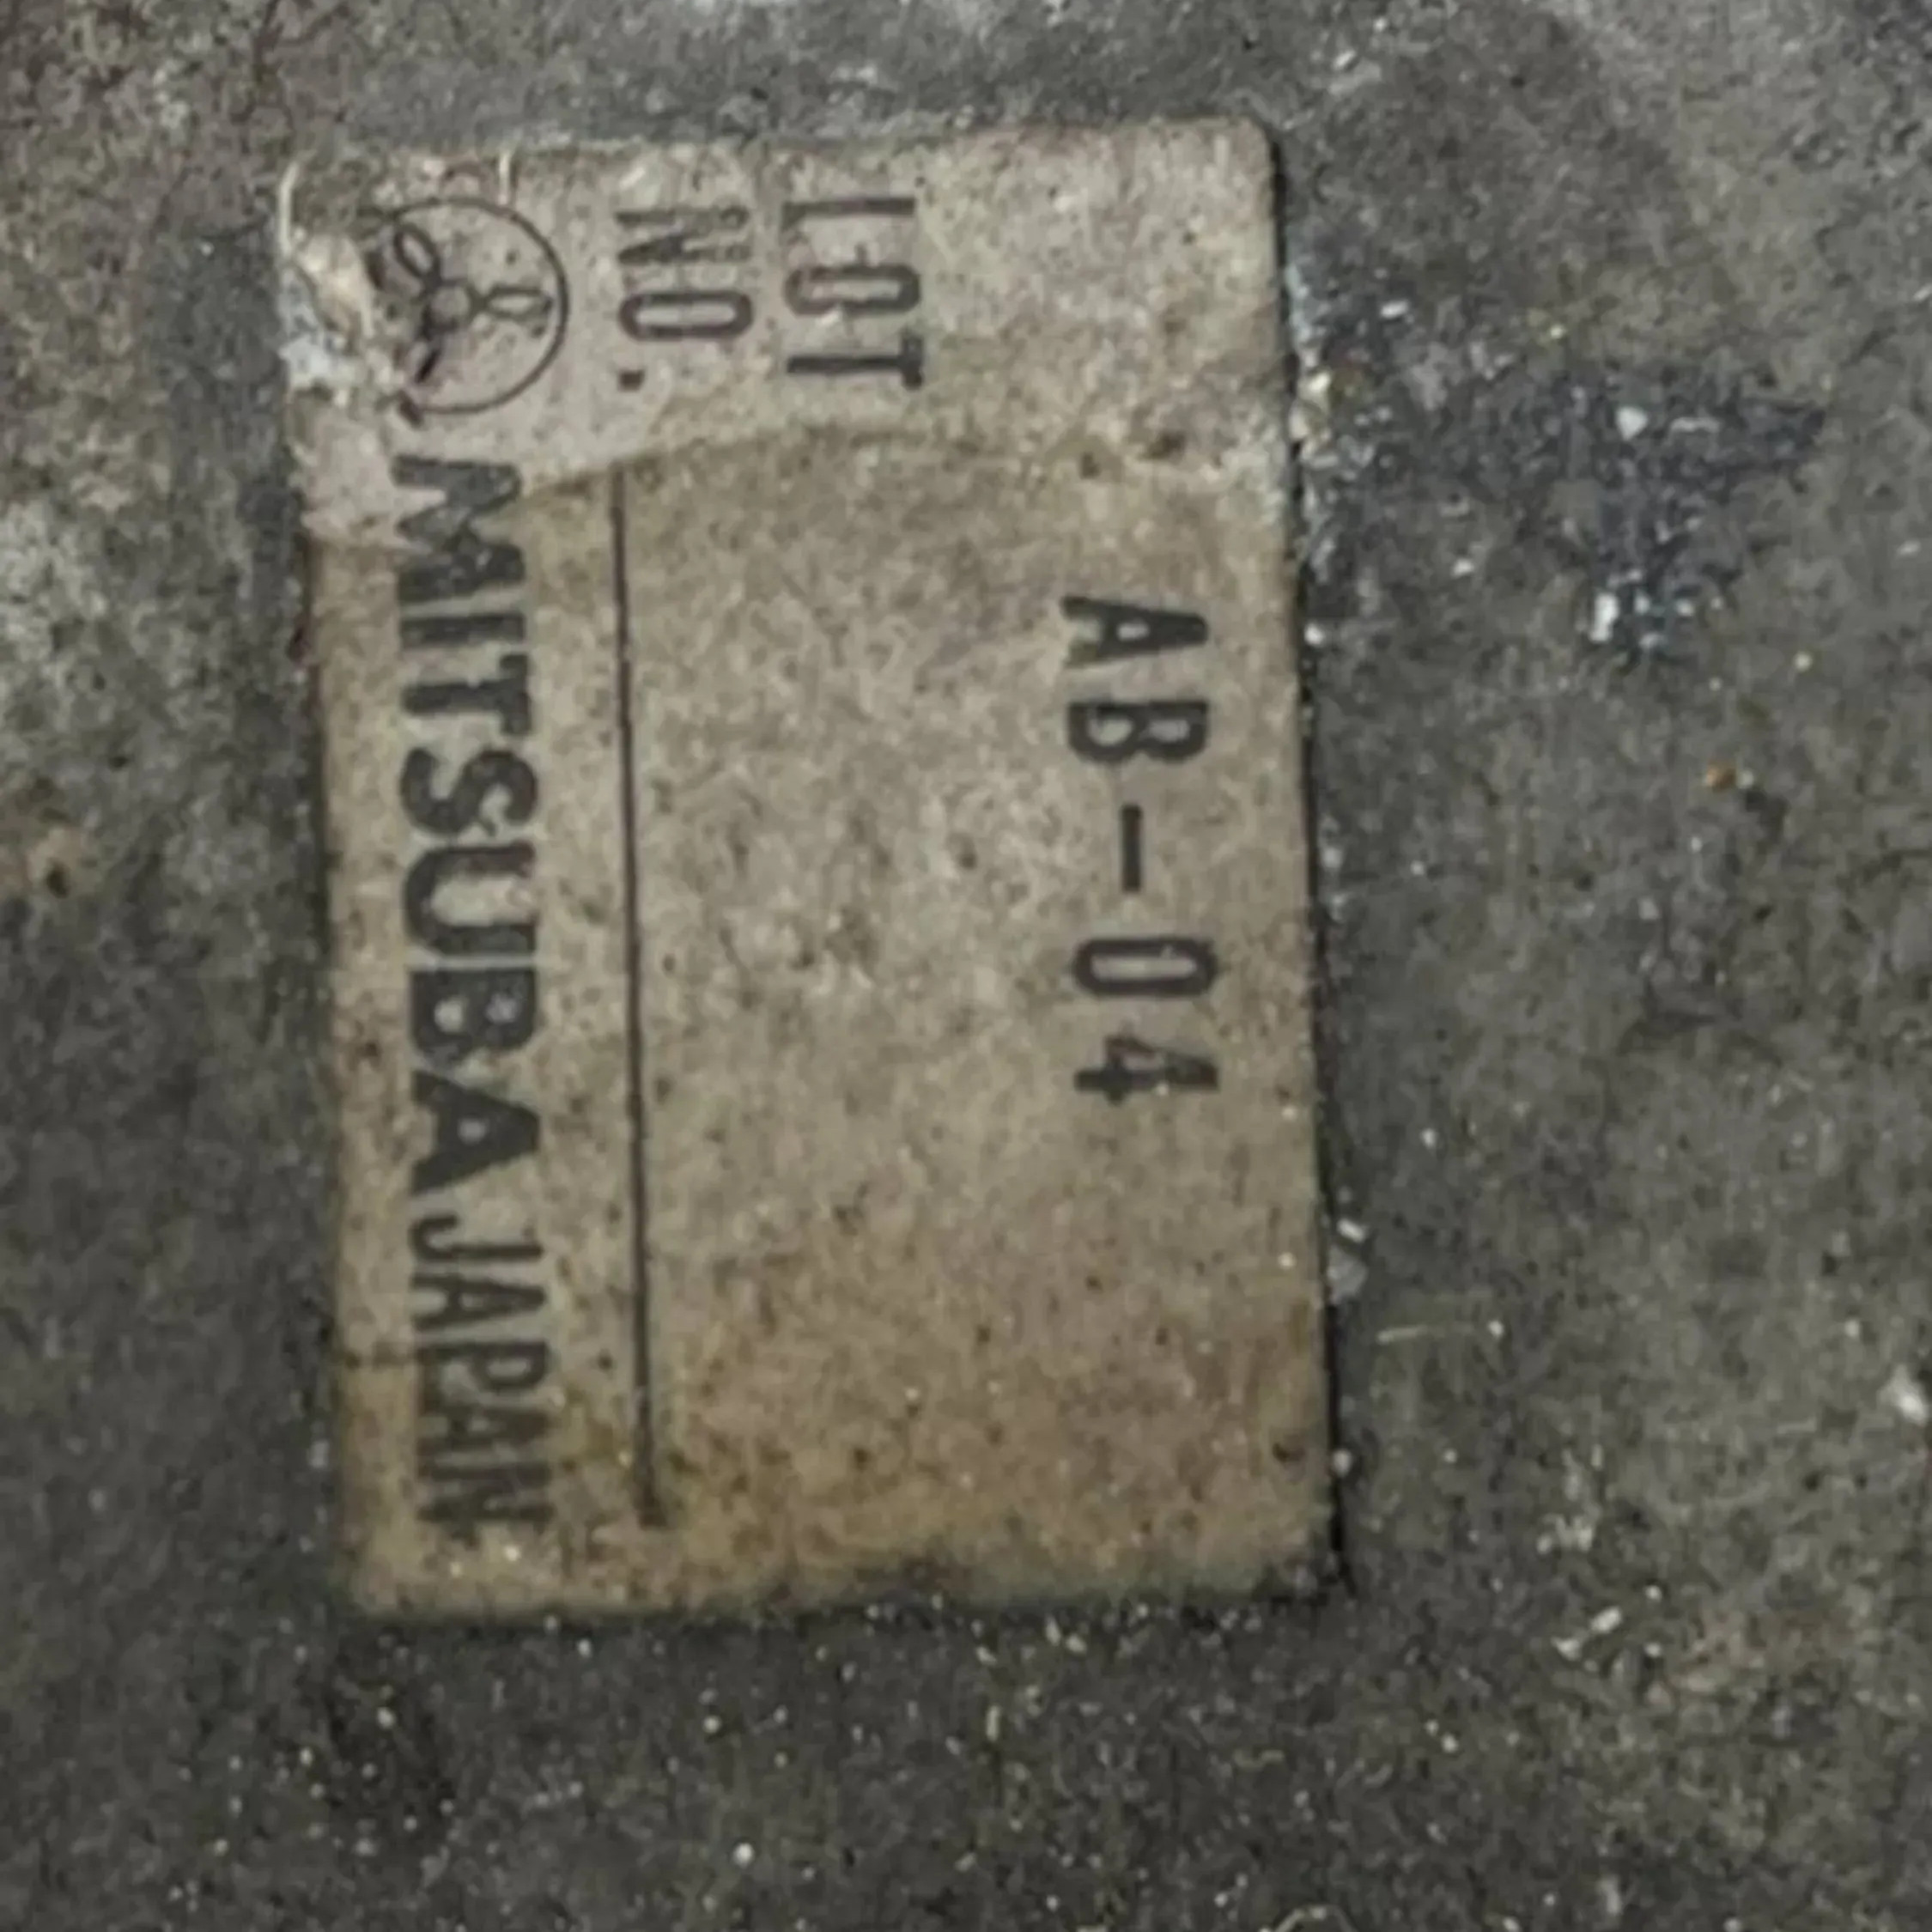 AB-04
LOT
NO.
MITSUBA JAPAN